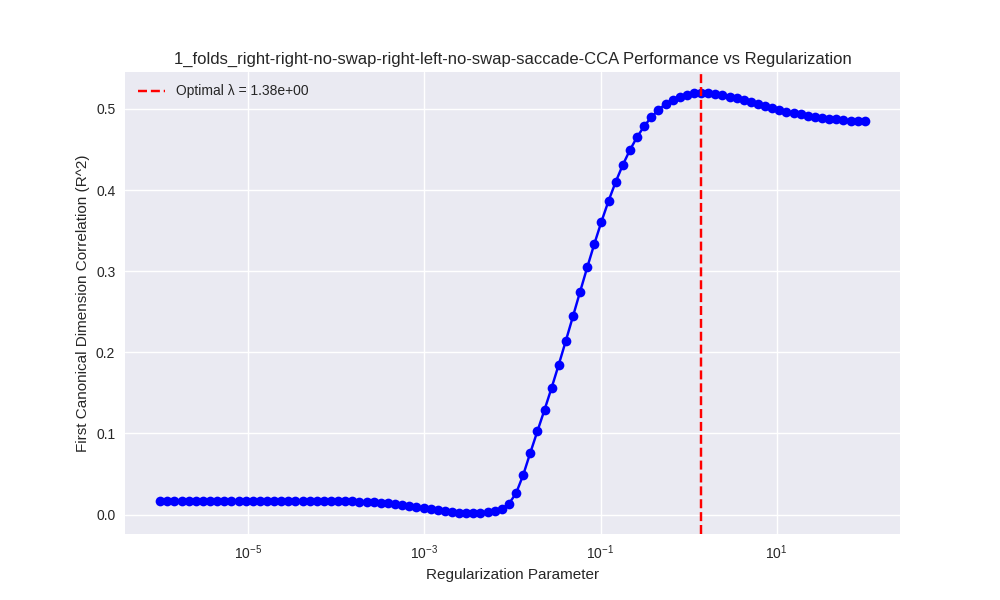 1_folds_right-right-no-swap-right-left-no-swap-saccade-CCA Performance vs Regularization
Optimal λ = 1.38e+00
First Canonical Dimension Correlation (R^2)
0.5
0.4
0.3
0.2
0.1
0.0
10⁻⁵ 10⁻³ 10⁻¹ 10¹
Regularization Parameter